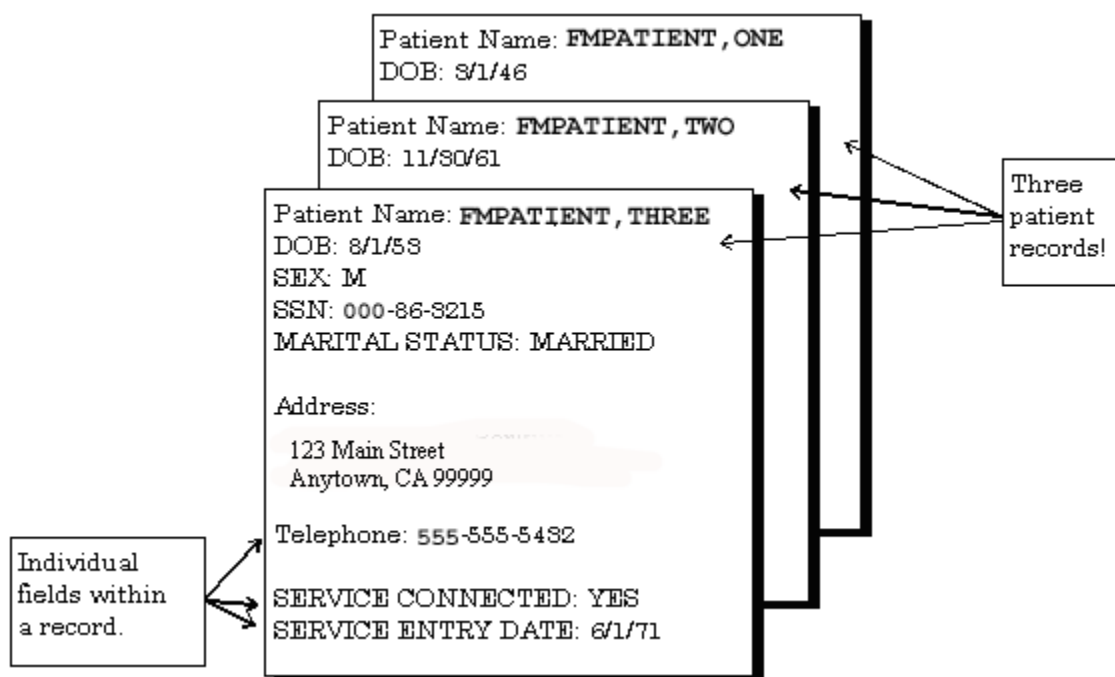 Patient Name: FMPATIENT,ONE
DOB: 3/1/46
Patient Name: FMPATIENT,TWO
DOB: 11/30/61
Patient Name: FMPATIENT,THREE
DOB: 8/1/53
SEX: M
SSN: 000-86-3215
MARITAL STATUS: MARRIED
Address:
123 Main Street
Anytown, CA 99999
Telephone: 555-555-5432
SERVICE CONNECTED: YES
SERVICE ENTRY DATE: 6/1/71
Three
patient
records!
Individual
fields within
a record.